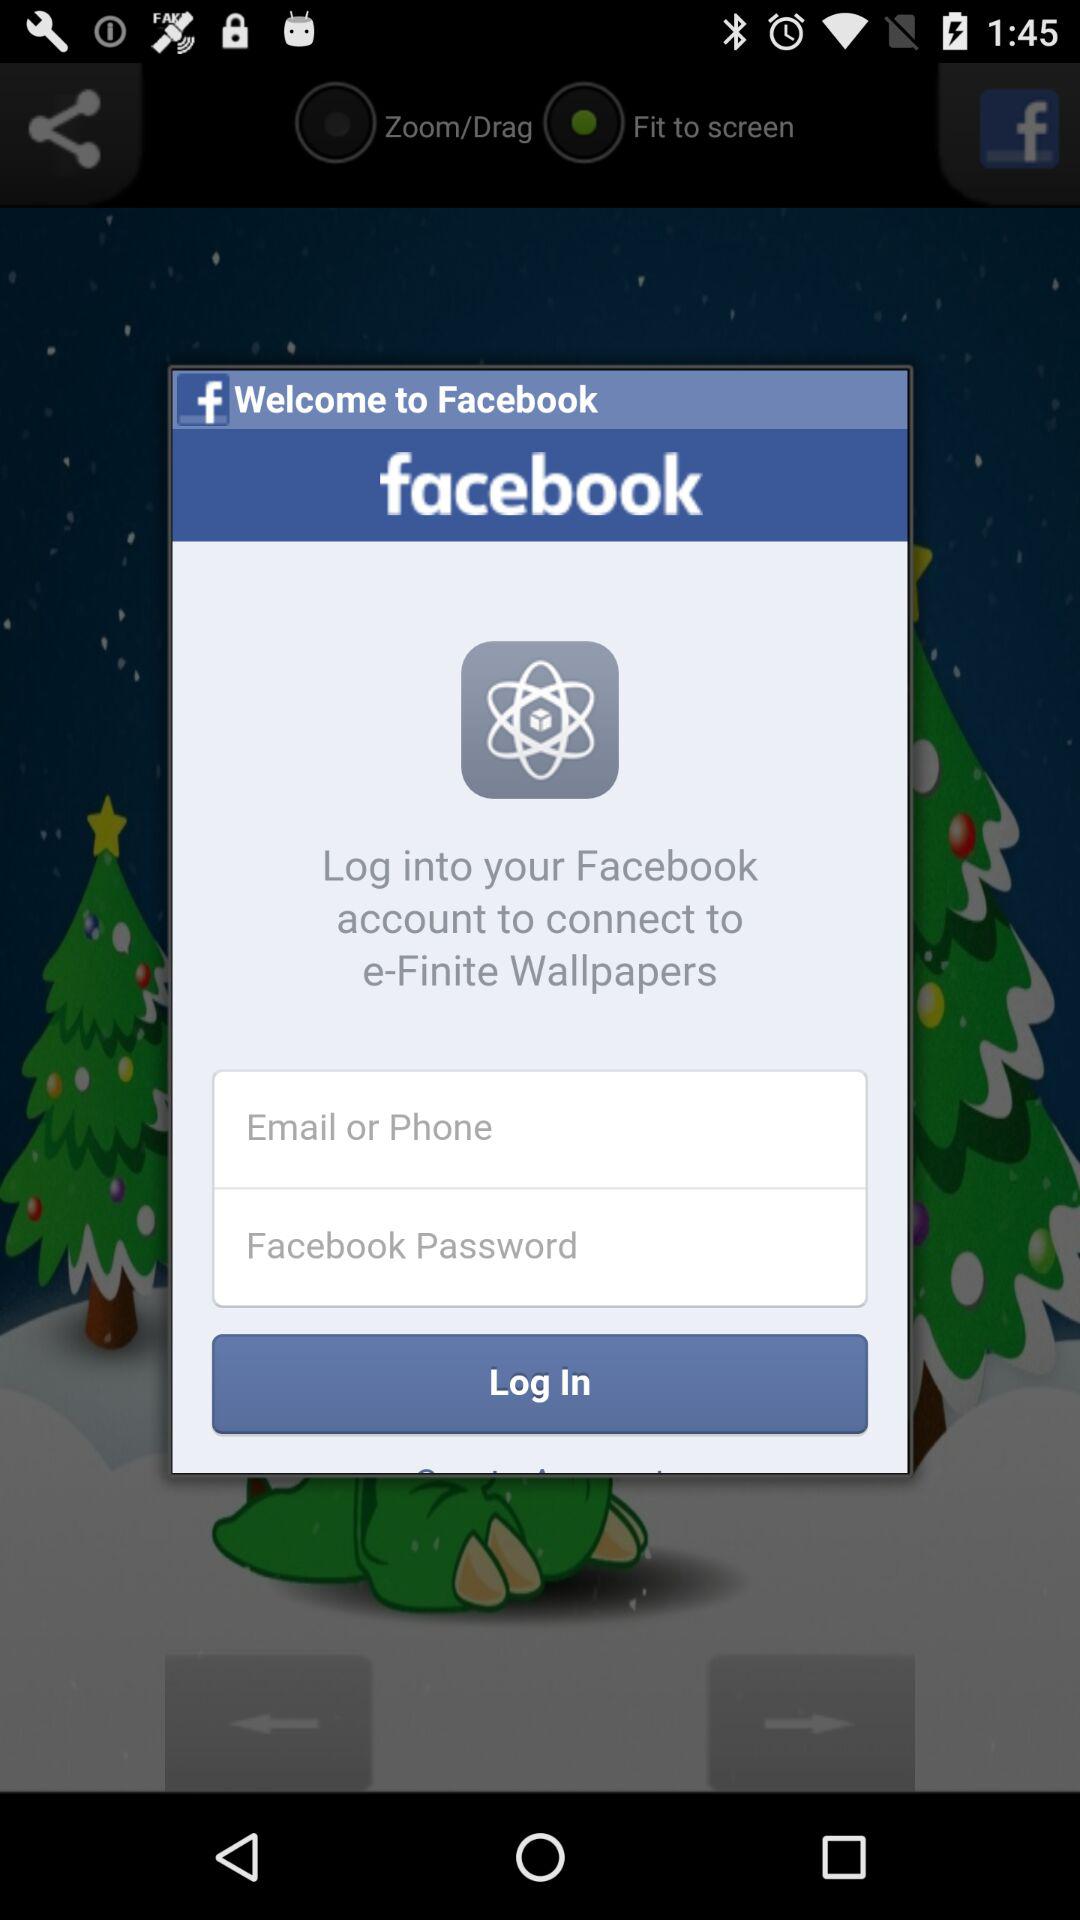 FAKE
1:45
Zoom/Drag
Fit to screen
Welcome to Facebook
facebook
Log into your Facebook
account to connect to
e-Finite Wallpapers
Email or Phone
Facebook Password
Log In